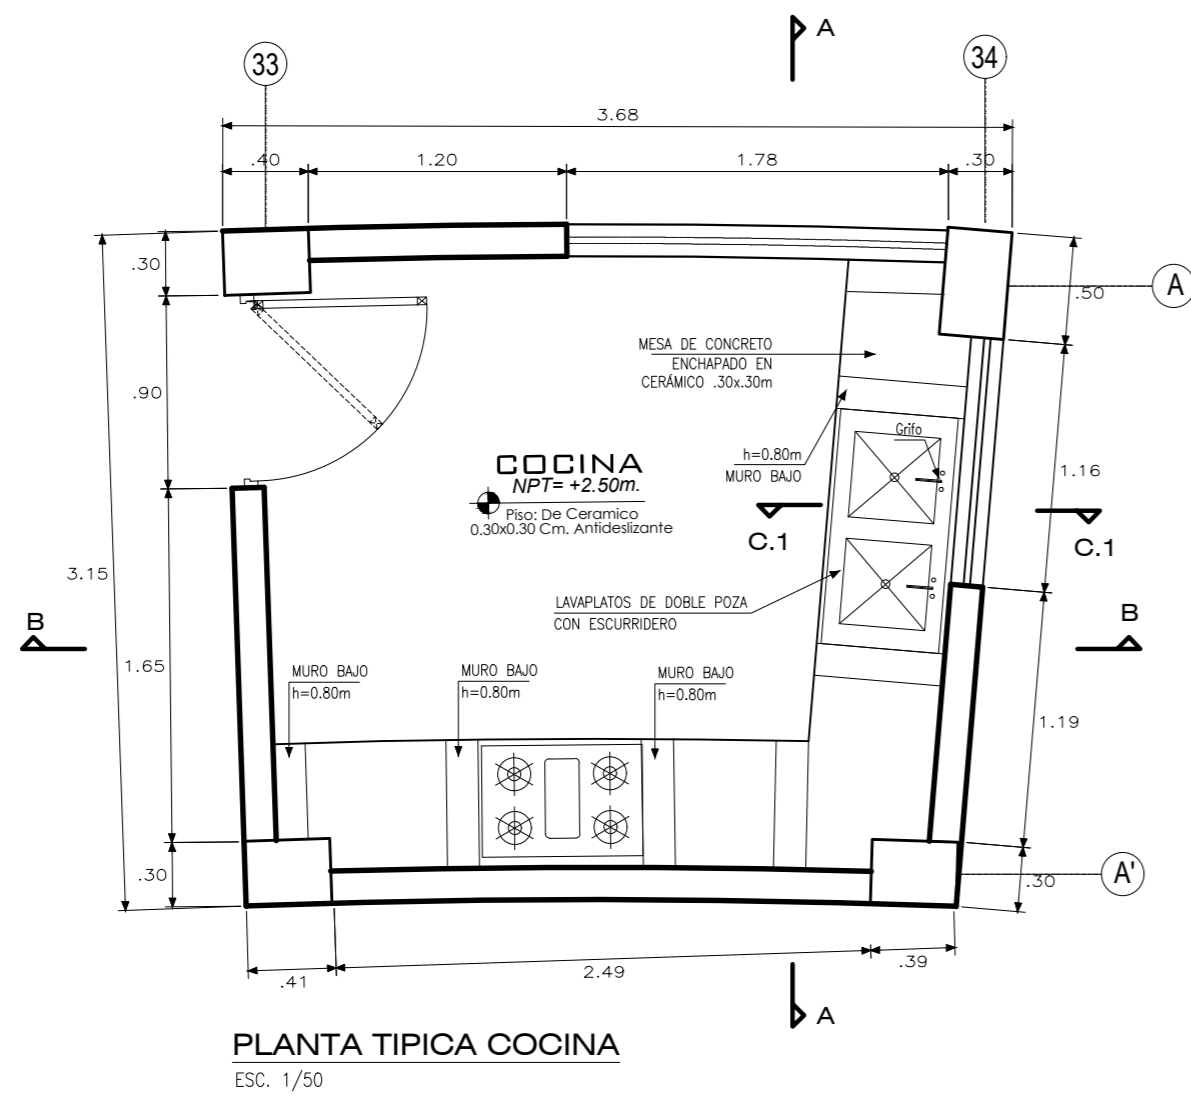 A
33
34
3.68
.40
1.20
1.78
.30
.30
.50
A
MESA DE CONCRETO
ENCHAPADO EN
CERÁMICO .30x.30m
.90
Grifo
h=0.80m
MURO BAJO
1.16
COCINA
NPT= +2.50m.
Piso: De Ceramico
0.30x0.30 Cm. Antideslizante
C.1
C.1
3.15
LAVAPLATOS DE DOBLE POZA
CON ESCURRIDERO
B
B
1.65
MURO BAJO
h=0.80m
MURO BAJO
h=0.80m
MURO BAJO
h=0.80m
1.19
.30
.30
A'
.41
2.49
.39
A
PLANTA TIPICA COCINA
ESC. 1/50